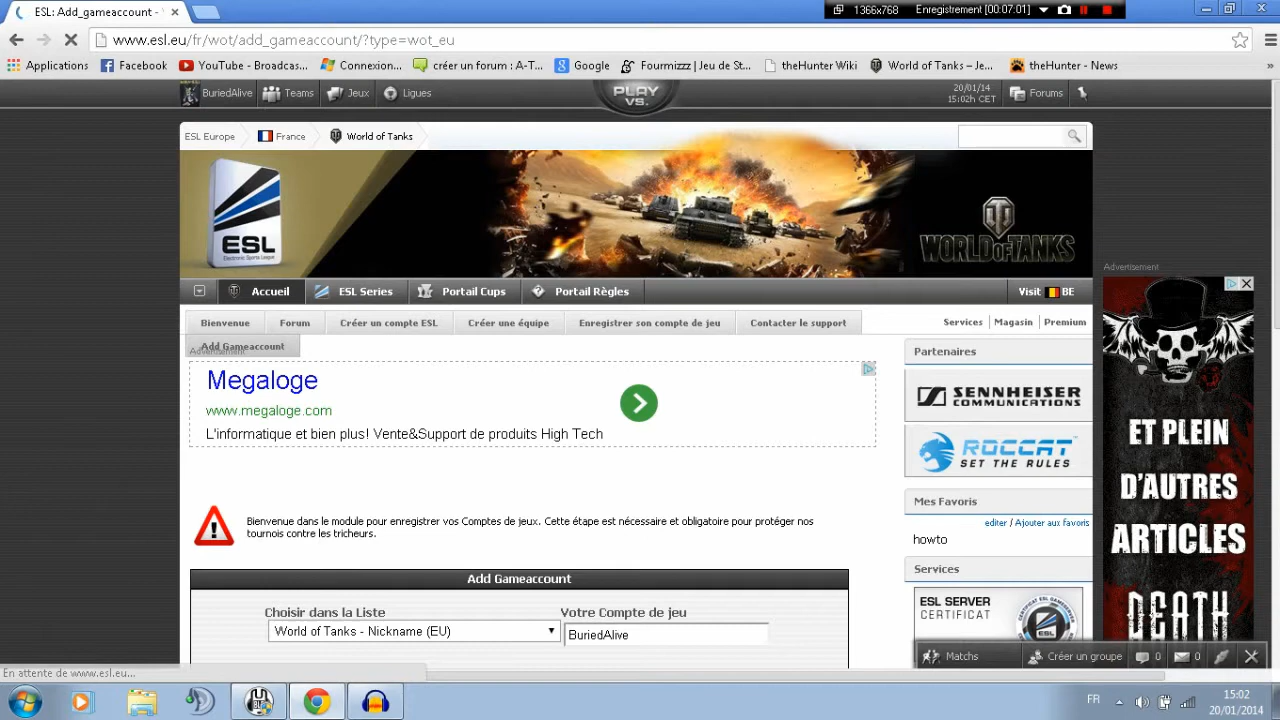 ESL: Add_gameaccount -
1366x768 Enregistrement [00:07.01]
www.esl.eu/fr/wot/add_gameaccount/?type=wot_eu
Applications Facebook YouTube - Broadcas... Connexion... créer un forum : A-T... Google Fourmizzz | Jeu de St... theHunter Wiki World of Tanks – Je... theHunter - News »
BuriedAlive Teams Jeux Ligues PLAY VS. 20/01/14 15:02h CET Forums
ESL Europe France World of Tanks
ESL
Electronic Sports League
WORLD OF TANKS
Accueil ESL Series Portail Cups Portail Règles Visit BE
Bienvenue Forum Créer un compte ESL Créer une équipe Enregistrer son compte de jeu Contacter le support
Services Magasin Premium
Add Gameaccount
Advertisement
Megaloge
www.megaloge.com
L'informatique et bien plus! Vente&Support de produits High Tech
Bienvenue dans le module pour enregistrer vos Comptes de jeux. Cette étape est nécessaire et obligatoire pour protéger nos
tournois contre les tricheurs.
Add Gameaccount
Choisir dans la Liste Votre Compte de jeu
World of Tanks - Nickname (EU) BuriedAlive
Partenaires
SENNHEISER
COMMUNICATIONS
ROCCAT
SET THE RULES
Mes Favoris
editer / Ajouter aux favoris
howto
Services
ESL SERVER
CERTIFICAT
ESL
Advertisement
ET PLEIN
D'AUTRES
ARTICLES
DEATH
Matchs Créer un groupe 0 0
En attente de www.esl.eu...
FR 15:02
20/01/2014